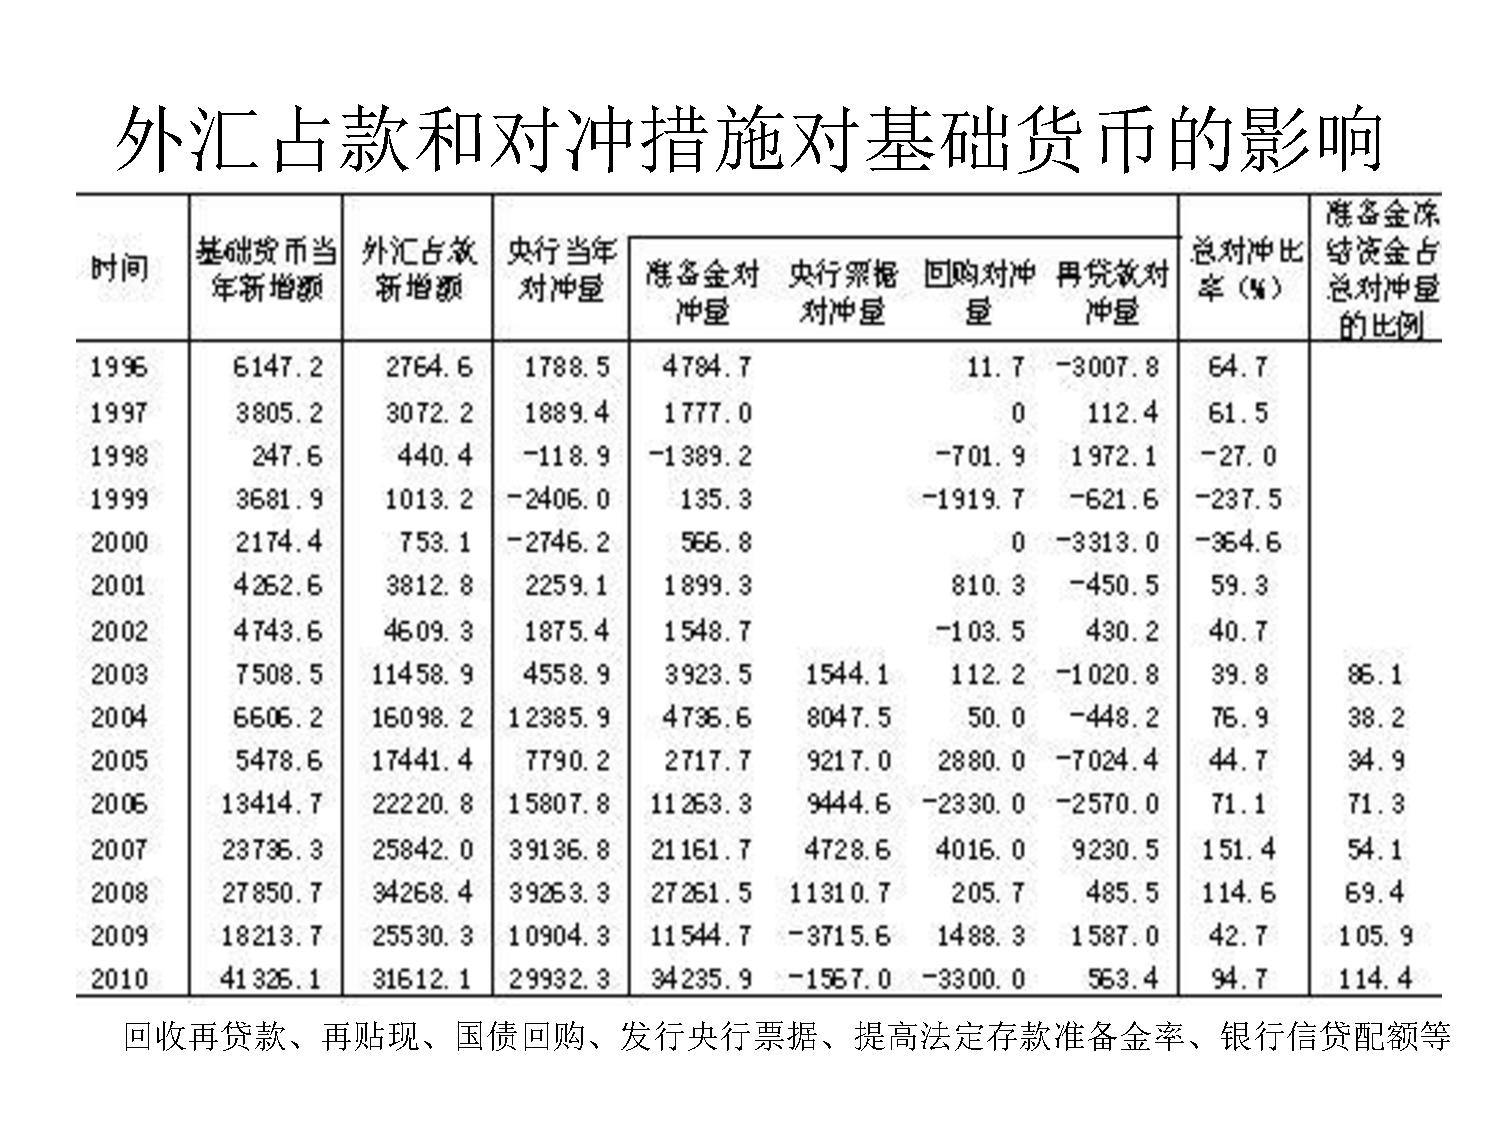 外汇占款和对冲措施对基础货币的影响
时间 基础货币当年新增额 外汇占款新增额 央行当年对冲量 准备金对冲量 央行票据对冲量 回购对冲量 再贷款对冲量 总对冲比率(%) 准备金冻结资金占总对冲量的比例
1996 6147.2 2764.6 1788.5 4784.7 11.7 -3007.8 64.7
1997 3805.2 3072.2 1889.4 1777.0 0 112.4 61.5
1998 247.6 440.4 -118.9 -1389.2 -701.9 1972.1 -27.0
1999 3681.9 1013.2 -2406.0 135.3 -1919.7 -621.6 -237.5
2000 2174.4 753.1 -2746.2 566.8 0 -3313.0 -364.6
2001 4262.6 3812.8 2259.1 1899.3 810.3 -450.5 59.3
2002 4743.6 4609.3 1875.4 1548.7 -103.5 430.2 40.7
2003 7508.5 11458.9 4558.9 3923.5 1544.1 112.2 -1020.8 39.8 86.1
2004 6606.2 16098.2 12385.9 4736.6 8047.5 50.0 -448.2 76.9 38.2
2005 5478.6 17441.4 7790.2 2717.7 9217.0 2880.0 -7024.4 44.7 34.9
2006 13414.7 22220.8 15807.8 11263.3 9444.6 -2330.0 -2570.0 71.1 71.3
2007 23736.3 25842.0 39136.8 21161.7 4728.6 4016.0 9230.5 151.4 54.1
2008 27850.7 34268.4 39263.3 27261.5 11310.7 205.7 485.5 114.6 69.4
2009 18213.7 25530.3 10904.3 11544.7 -3715.6 1488.3 1587.0 42.7 105.9
2010 41326.1 31612.1 29932.3 34235.9 -1567.0 -3300.0 563.4 94.7 114.4
回收再贷款、再贴现、国债回购、发行央行票据、提高法定存款准备金率、银行信贷配额等